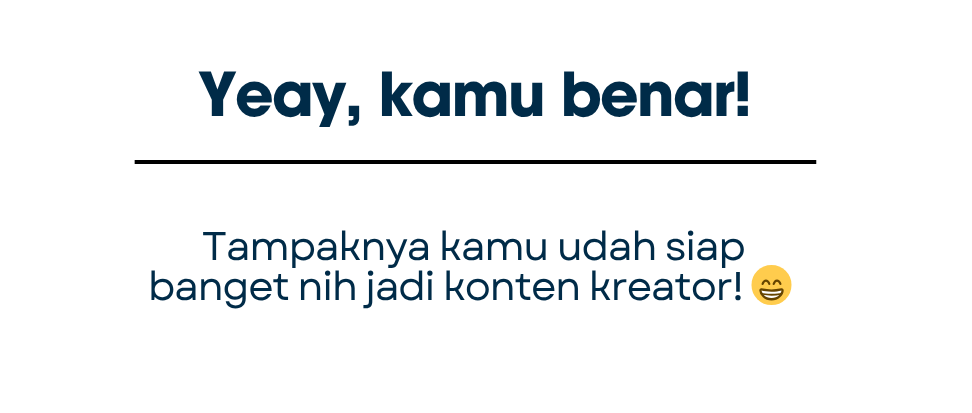 Yeay, kamu benar!
Tampaknya kamu udah siap
banget nih jadi konten kreator! 😁